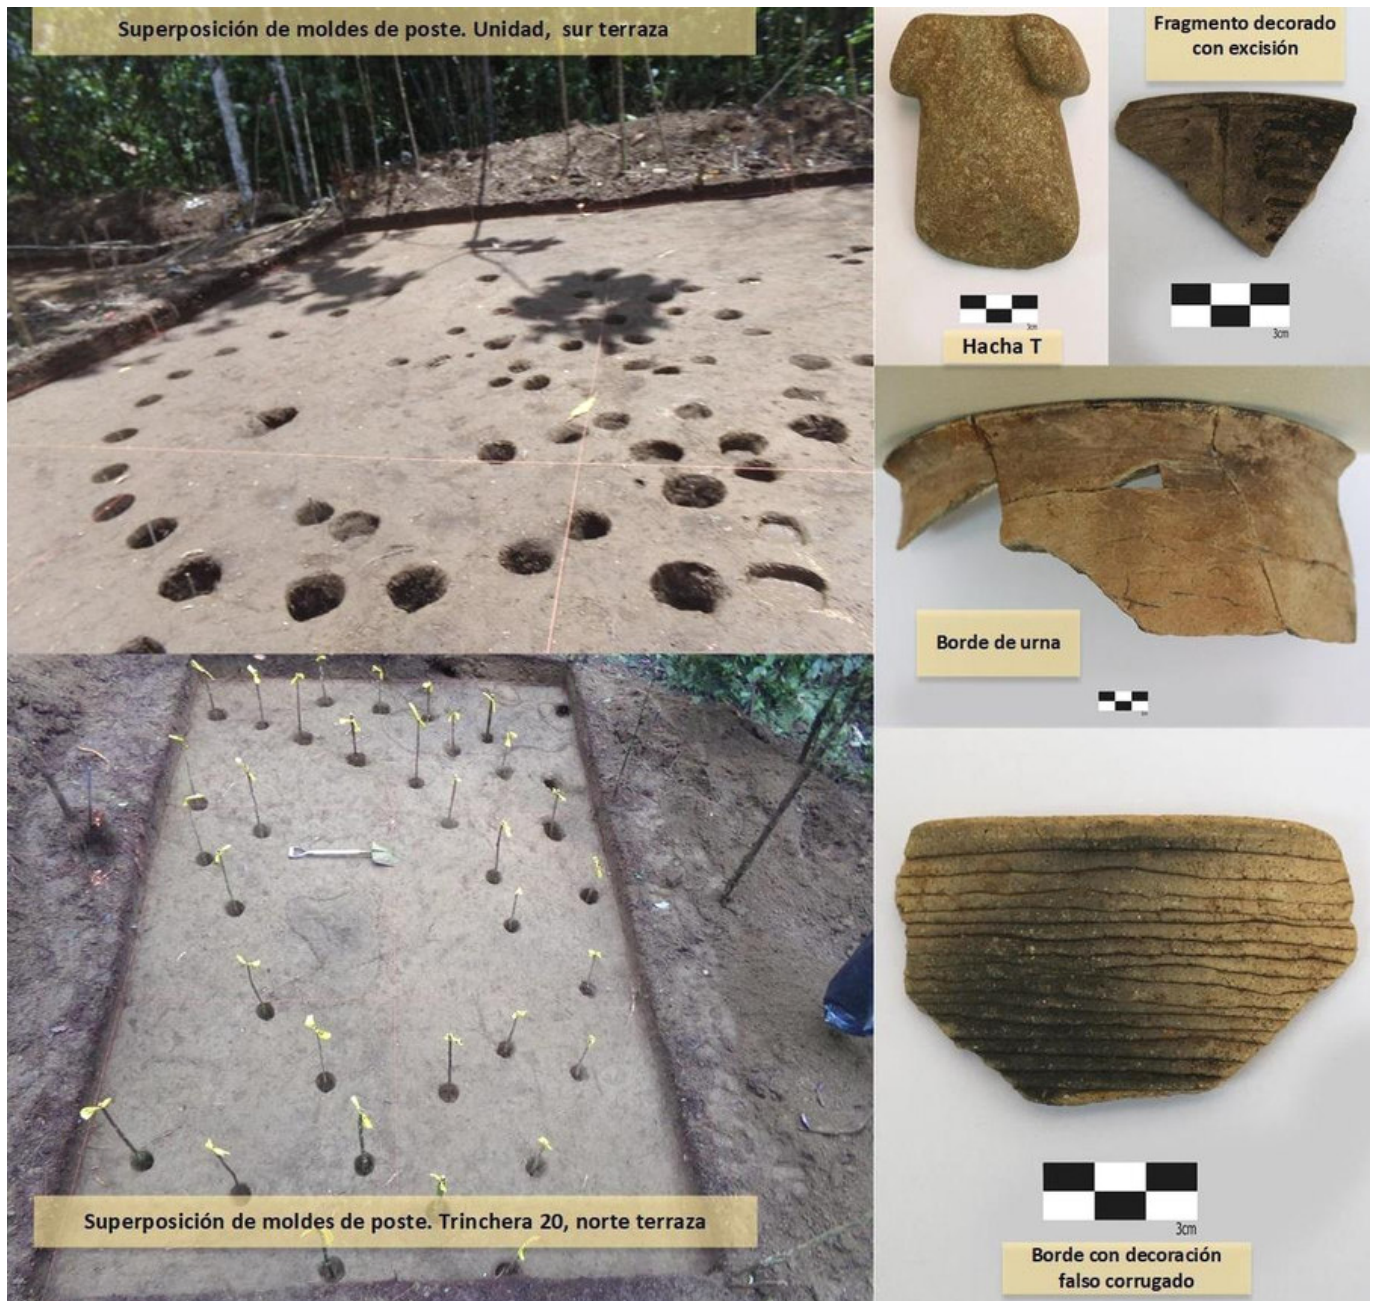 Superposición de moldes de poste. Unidad, sur terraza
Fragmento decorado
con excisión
3cm
Hacha T
3cm
Borde de urna
Superposición de moldes de poste. Trinchera 20, norte terraza
3cm
Borde con decoración
falso corrugado